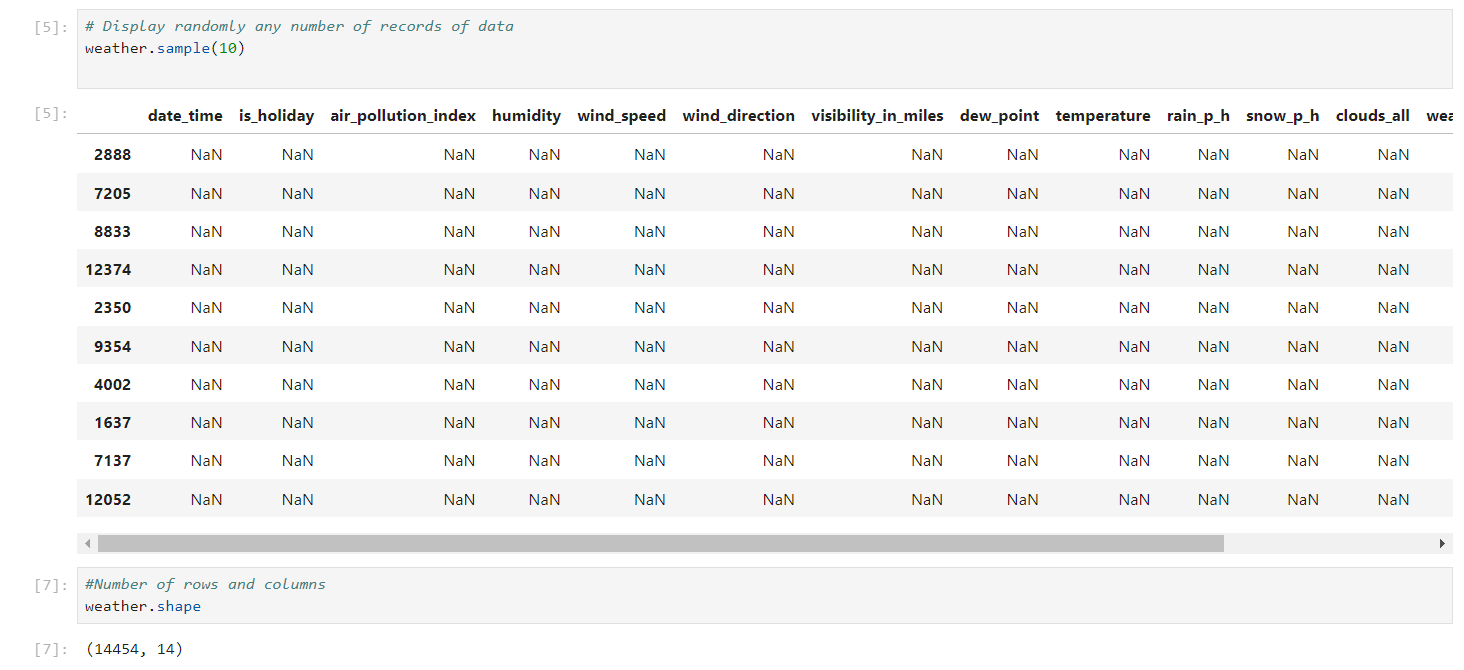 [5]: # Display randomly any number of records of data
weather.sample(10)
[5]: date_time is_holiday air_pollution_index humidity wind_speed wind_direction visibility_in_miles dew_point temperature rain_p_h snow_p_h clouds_all wea
2888 NaN NaN NaN NaN NaN NaN NaN NaN NaN NaN NaN NaN
7205 NaN NaN NaN NaN NaN NaN NaN NaN NaN NaN NaN NaN
8833 NaN NaN NaN NaN NaN NaN NaN NaN NaN NaN NaN NaN
12374 NaN NaN NaN NaN NaN NaN NaN NaN NaN NaN NaN NaN
2350 NaN NaN NaN NaN NaN NaN NaN NaN NaN NaN NaN NaN
9354 NaN NaN NaN NaN NaN NaN NaN NaN NaN NaN NaN NaN
4002 NaN NaN NaN NaN NaN NaN NaN NaN NaN NaN NaN NaN
1637 NaN NaN NaN NaN NaN NaN NaN NaN NaN NaN NaN NaN
7137 NaN NaN NaN NaN NaN NaN NaN NaN NaN NaN NaN NaN
12052 NaN NaN NaN NaN NaN NaN NaN NaN NaN NaN NaN NaN
[7]: #Number of rows and columns
weather.shape
[7]: (14454, 14)